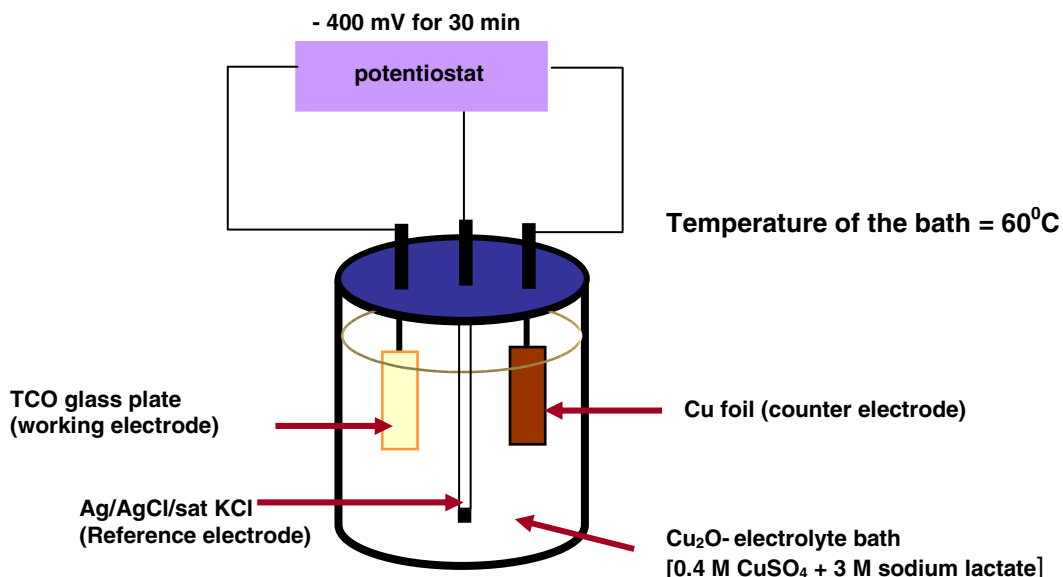 - 400 mV for 30 min
potentiostat
Temperature of the bath = 60⁰C
TCO glass plate
(working electrode)
Cu foil (counter electrode)
Ag/AgCl/sat KCl
(Reference electrode)
Cu₂O- electrolyte bath
[0.4 M CuSO₄ + 3 M sodium lactate]